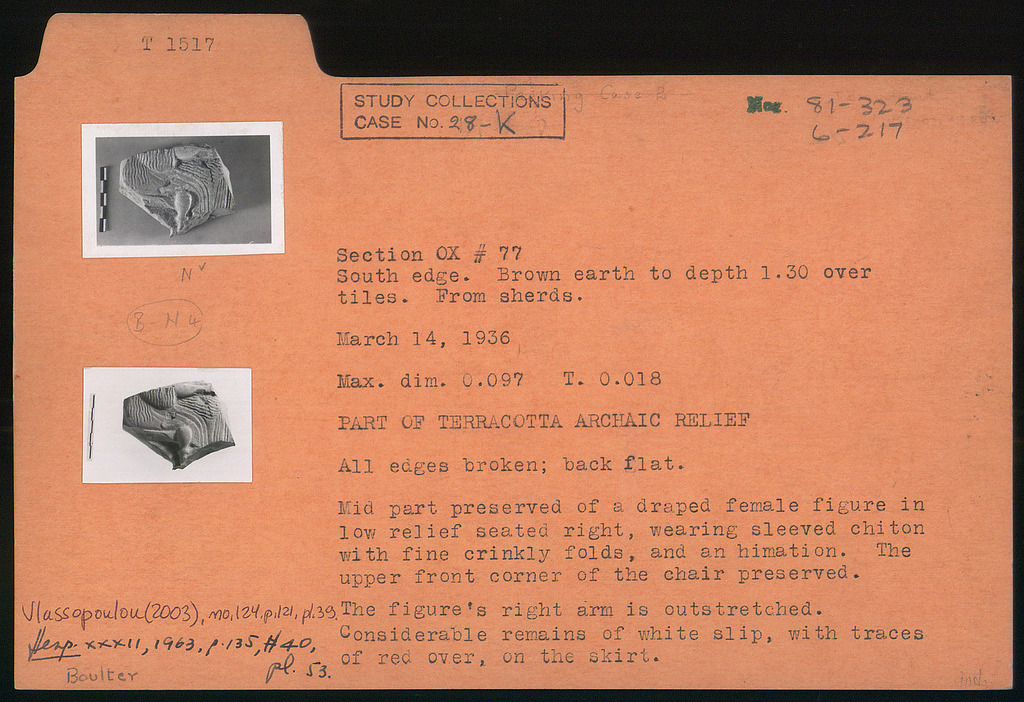 T 1517
STUDY COLLECTIONS
CASE No. 28-K
Neg. 81-323
6-217
N
B-N 4
Section OX # 77
South edge. Brown earth to depth 1.30 over
tiles. From sherds.
March 14, 1936
Max. dim. 0.097 T. 0.018
PART OF TERRACOTTA ARCHAIC RELIEF
All edges broken; back flat.
Mid part preserved of a draped female figure in
low relief seated right, wearing sleeved chiton
with fine crinkly folds, and an himation. The
upper front corner of the chair preserved.
The figure's right arm is outstretched.
Considerable remains of white slip, with traces
of red over, on the skirt.
Vlassopoulou (2003), no. 124, p. 121, pl. 39
Hesp. XXXII, 1963, p. 135, #40,
pl. 53.
Boulter